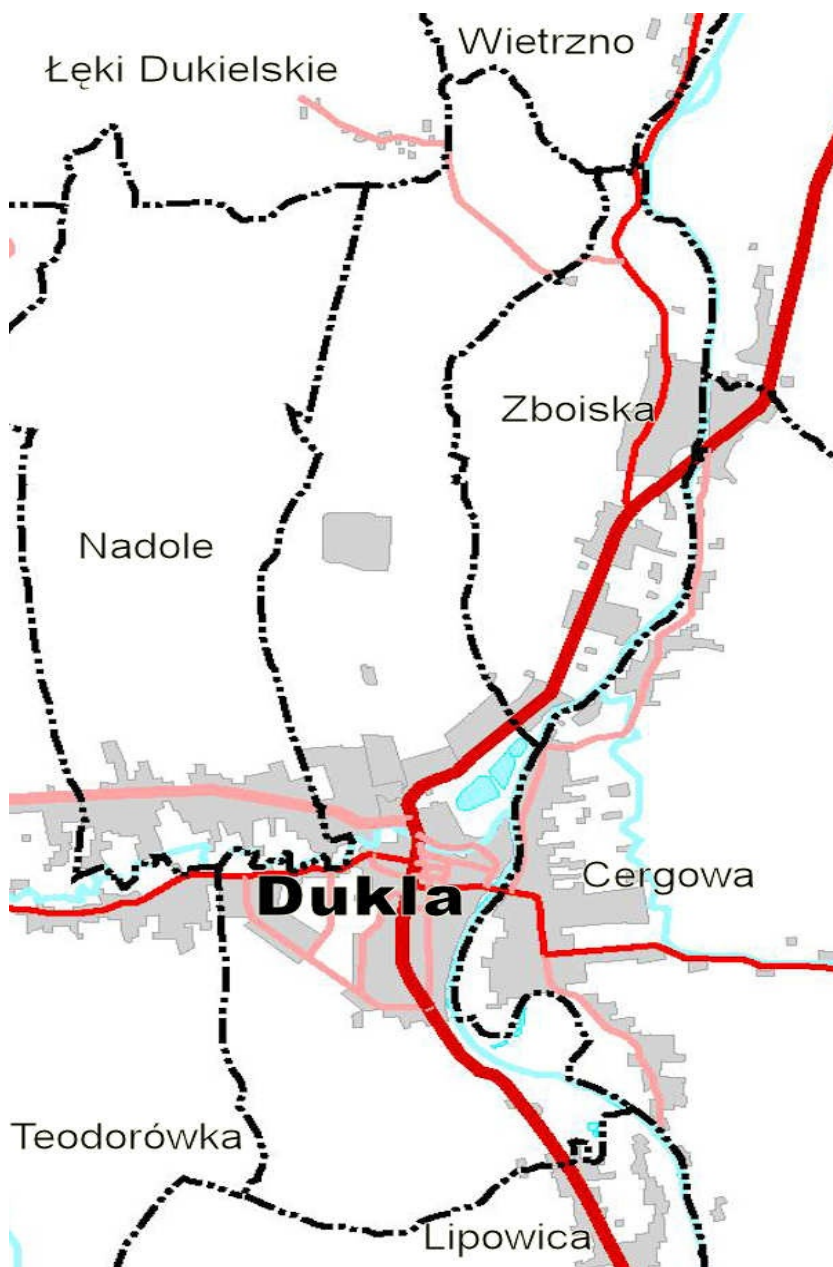 Wietrzno
Łęki Dukielskie
Zboiska
Nadole
Cergowa
Dukla
Teodorówka
Lipowica